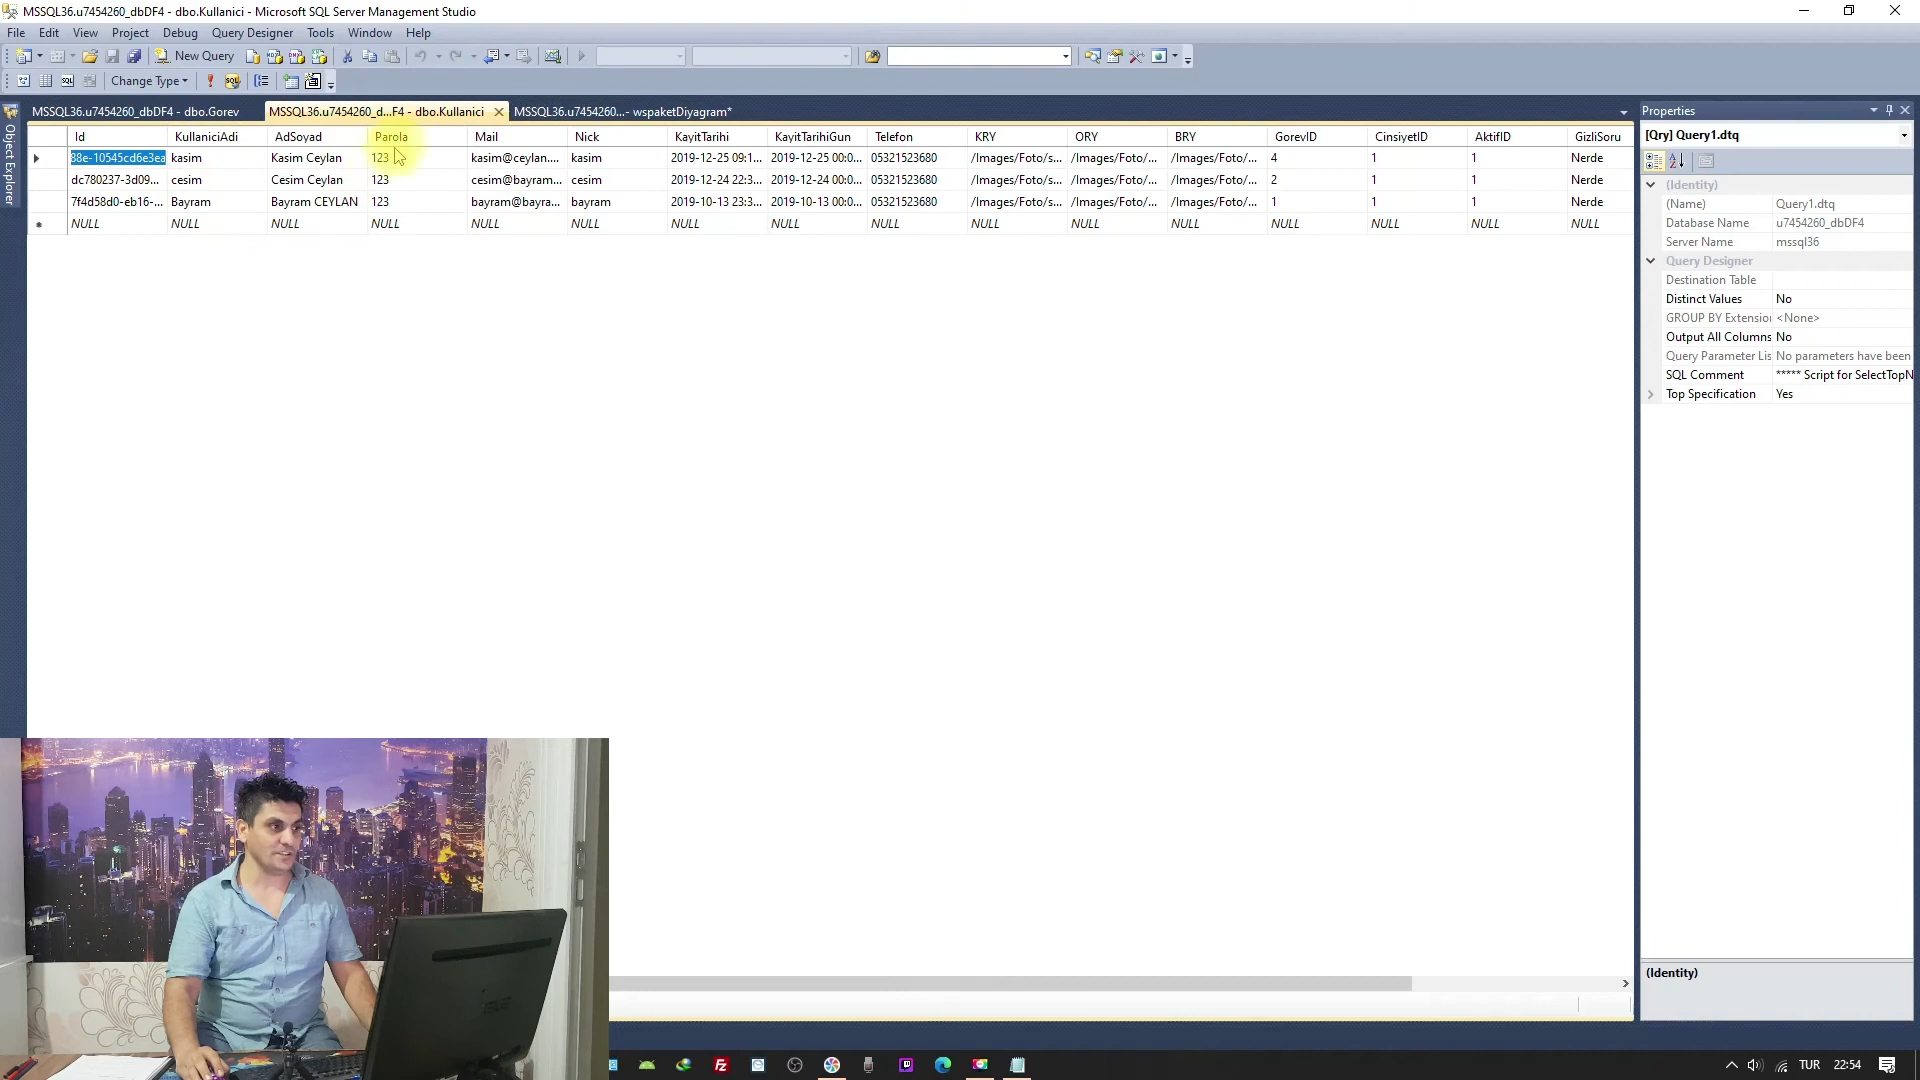 MSSQL36.u7454260_dbDF4 - dbo.Kullanici - Microsoft SQL Server Management Studio
File Edit View Project Debug Query Designer Tools Window Help
New Query
Change Type
Object Explorer
MSSQL36.u7454260_dbDF4 - dbo.Gorev MSSQL36.u7454260_d...F4 - dbo.Kullanici MSSQL36.u7454260...- wspaketDiyagram*
Id KullaniciAdi AdSoyad Parola Mail Nick KayitTarihi KayitTarihiGun Telefon KRY ORY BRY GorevID CinsiyetID AktifID GizliSoru
88e-10545cd6e3ea kasim Kasim Ceylan 123 kasim@ceylan.... kasim 2019-12-25 09:1... 2019-12-25 00:0... 05321523680 /Images/Foto/s... /Images/Foto/... /Images/Foto/... 4 1 1 Nerde
dc780237-3d09... cesim Cesim Ceylan 123 cesim@bayram... cesim 2019-12-24 22:3... 2019-12-24 00:0... 05321523680 /Images/Foto/... /Images/Foto/... /Images/Foto/... 2 1 1 Nerde
7f4d58d0-eb16-... Bayram Bayram CEYLAN 123 bayram@bayra... bayram 2019-10-13 23:3... 2019-10-13 00:0... 05321523680 /Images/Foto/... /Images/Foto/... /Images/Foto/... 1 1 1 Nerde
NULL NULL NULL NULL NULL NULL NULL NULL NULL NULL NULL NULL NULL NULL NULL NULL
Properties
[Qry] Query1.dtq
(Identity)
(Name) Query1.dtq
Database Name u7454260_dbDF4
Server Name mssql36
Query Designer
Destination Table
Distinct Values No
GROUP BY Extension <None>
Output All Columns No
Query Parameter Lis No parameters have been
SQL Comment ***** Script for SelectTopN
Top Specification Yes
(Identity)
TUR 22:54